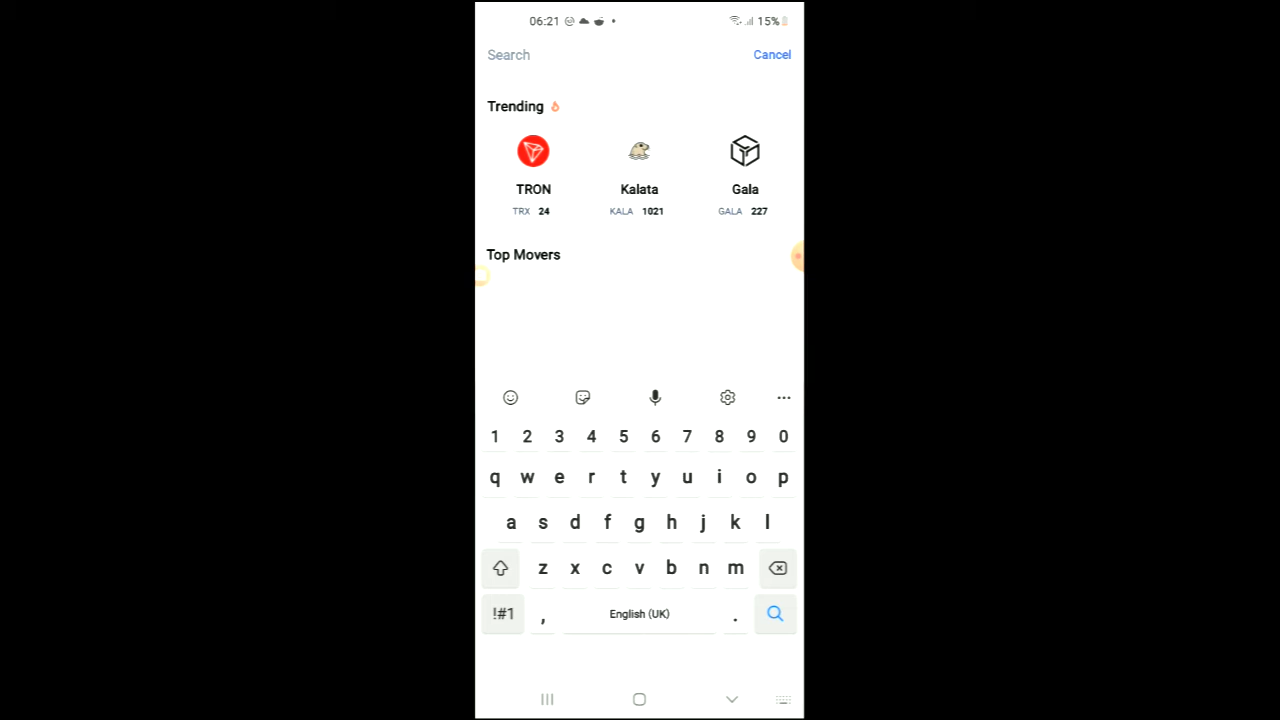 06:21 15%
Search Cancel
Trending
TRON Kalata Gala
TRX 24 KALA 1021 GALA 227
Top Movers
1 2 3 4 5 6 7 8 9 0
q w e r t y u i o p
a s d f g h j k l
z x c v b n m
!#1 , English (UK) .